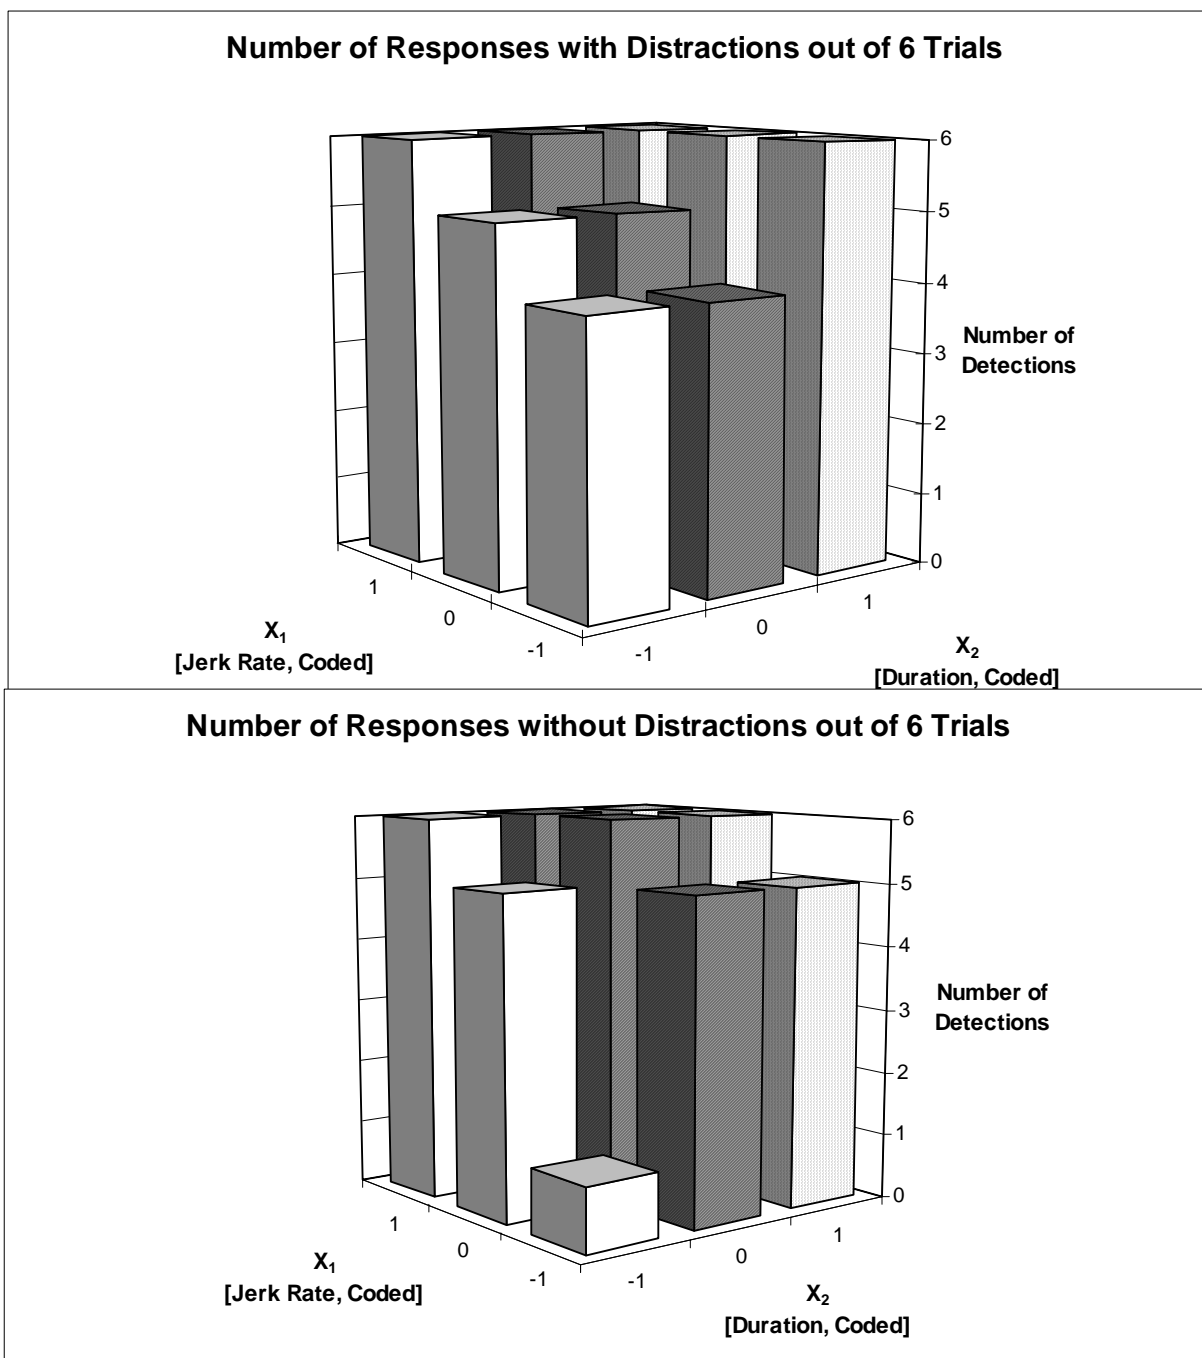 Number of Responses with Distractions out of 6 Trials
6
5
4
3
2
1
0
Number of
Detections
1
0
-1
X₁
[Jerk Rate, Coded]
-1
0
1
X₂
[Duration, Coded]
Number of Responses without Distractions out of 6 Trials
6
5
4
3
2
1
0
Number of
Detections
1
0
-1
X₁
[Jerk Rate, Coded]
-1
0
1
X₂
[Duration, Coded]